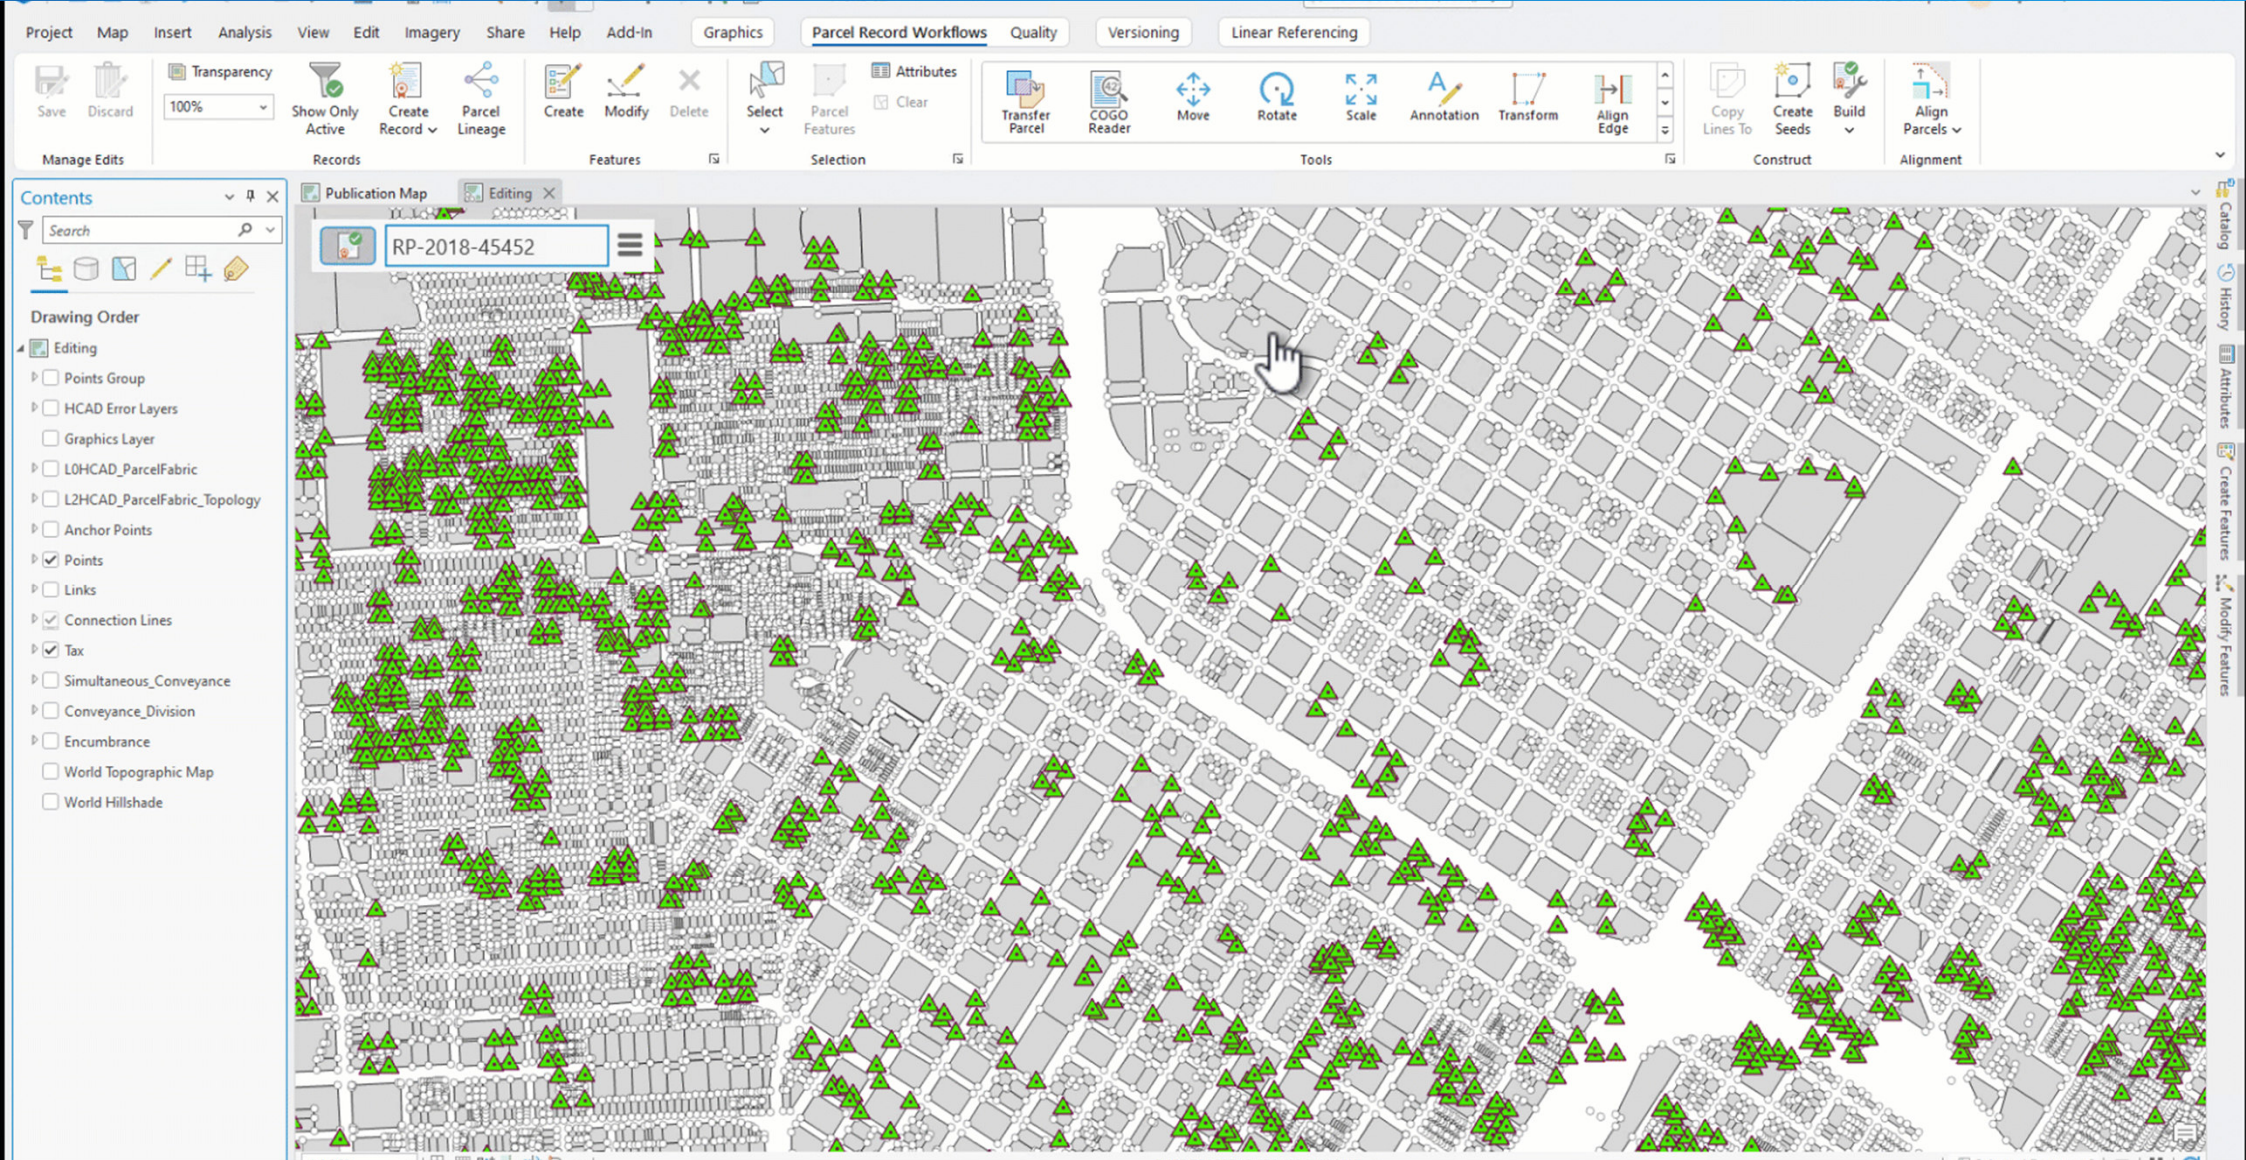 Project Map Insert Analysis View Edit Imagery Share Help Add-In Graphics Parcel Record Workflows Quality Versioning Linear Referencing
Save
Discard
Manage Edits
Transparency
100%
Show Only
Active
Create
Record
Parcel
Lineage
Records
Create
Modify
Delete
Features
Select
Parcel
Features
Attributes
Clear
Selection
Transfer
Parcel
42
COGO
Reader
Move
Rotate
Scale
A
Annotation
Transform
Align
Edge
Tools
Copy
Lines To
Create
Seeds
Build
Construct
Align
Parcels
Alignment
Contents
Search
Drawing Order
Editing
Points Group
HCAD Error Layers
Graphics Layer
L0HCAD_ParcelFabric
L2HCAD_ParcelFabric_Topology
Anchor Points
Points
Links
Connection Lines
Tax
Simultaneous_Conveyance
Conveyance_Division
Encumbrance
World Topographic Map
World Hillshade
Publication Map
Editing
RP-2018-45452
Catalog
History
Attributes
Create Features
Modify Features